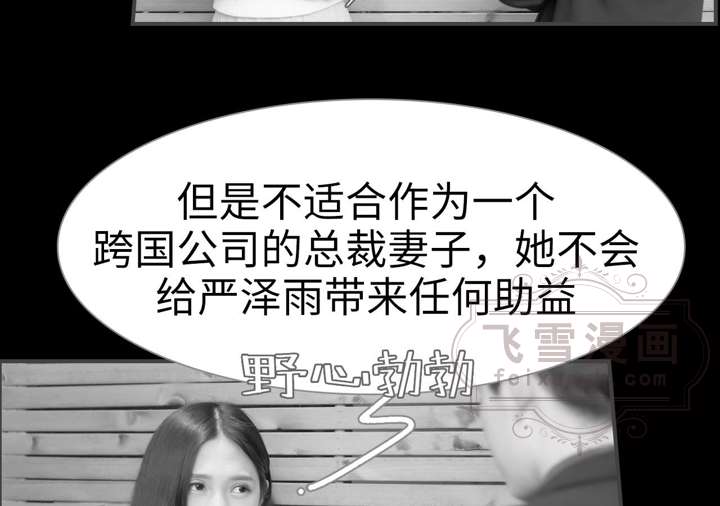 但是不适合作为一个
跨国公司的总裁妻子，她不会
给严泽雨带来任何助益
飞雪漫画
野心勃勃